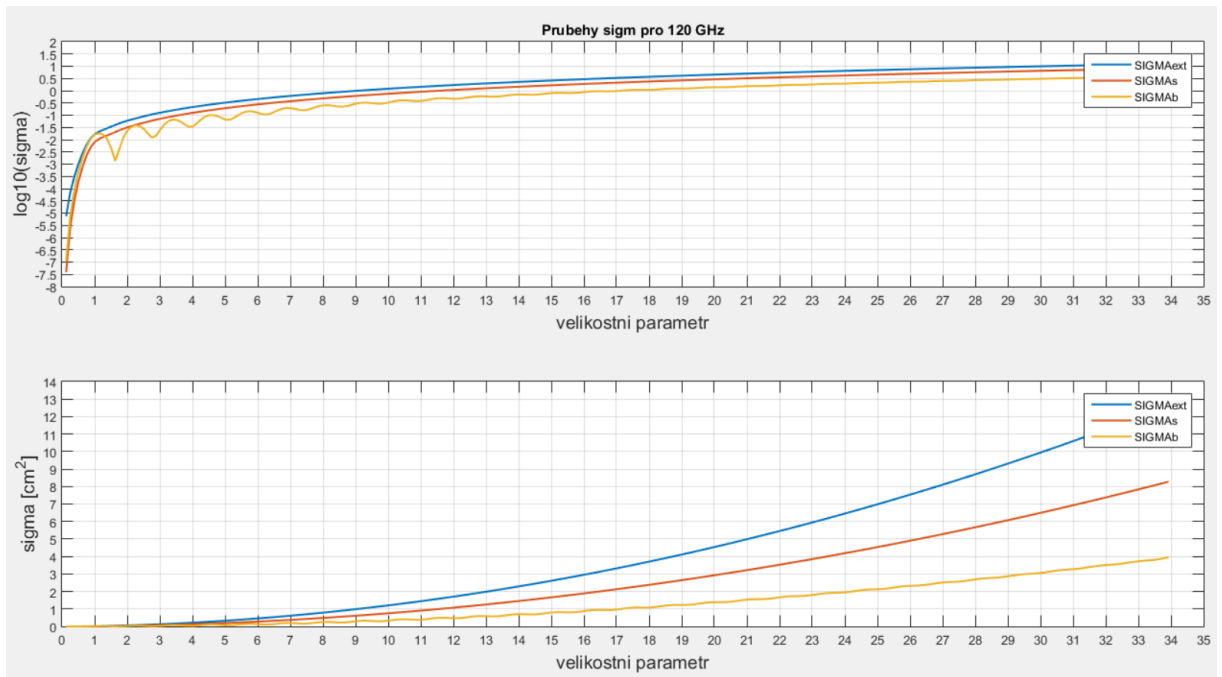 Prubehy sigm pro 120 GHz
log10(sigma)
2
1.5
1
0.5
0
-0.5
-1
-1.5
-2
-2.5
-3
-3.5
-4
-4.5
-5
-5.5
-6
-6.5
-7
-7.5
-8
SIGMAext
SIGMAs
SIGMAb
0 1 2 3 4 5 6 7 8 9 10 11 12 13 14 15 16 17 18 19 20 21 22 23 24 25 26 27 28 29 30 31 32 33 34 35
velikostni parametr
sigma [cm²]
14
13
12
11
10
9
8
7
6
5
4
3
2
1
0
SIGMAext
SIGMAs
SIGMAb
0 1 2 3 4 5 6 7 8 9 10 11 12 13 14 15 16 17 18 19 20 21 22 23 24 25 26 27 28 29 30 31 32 33 34 35
velikostni parametr